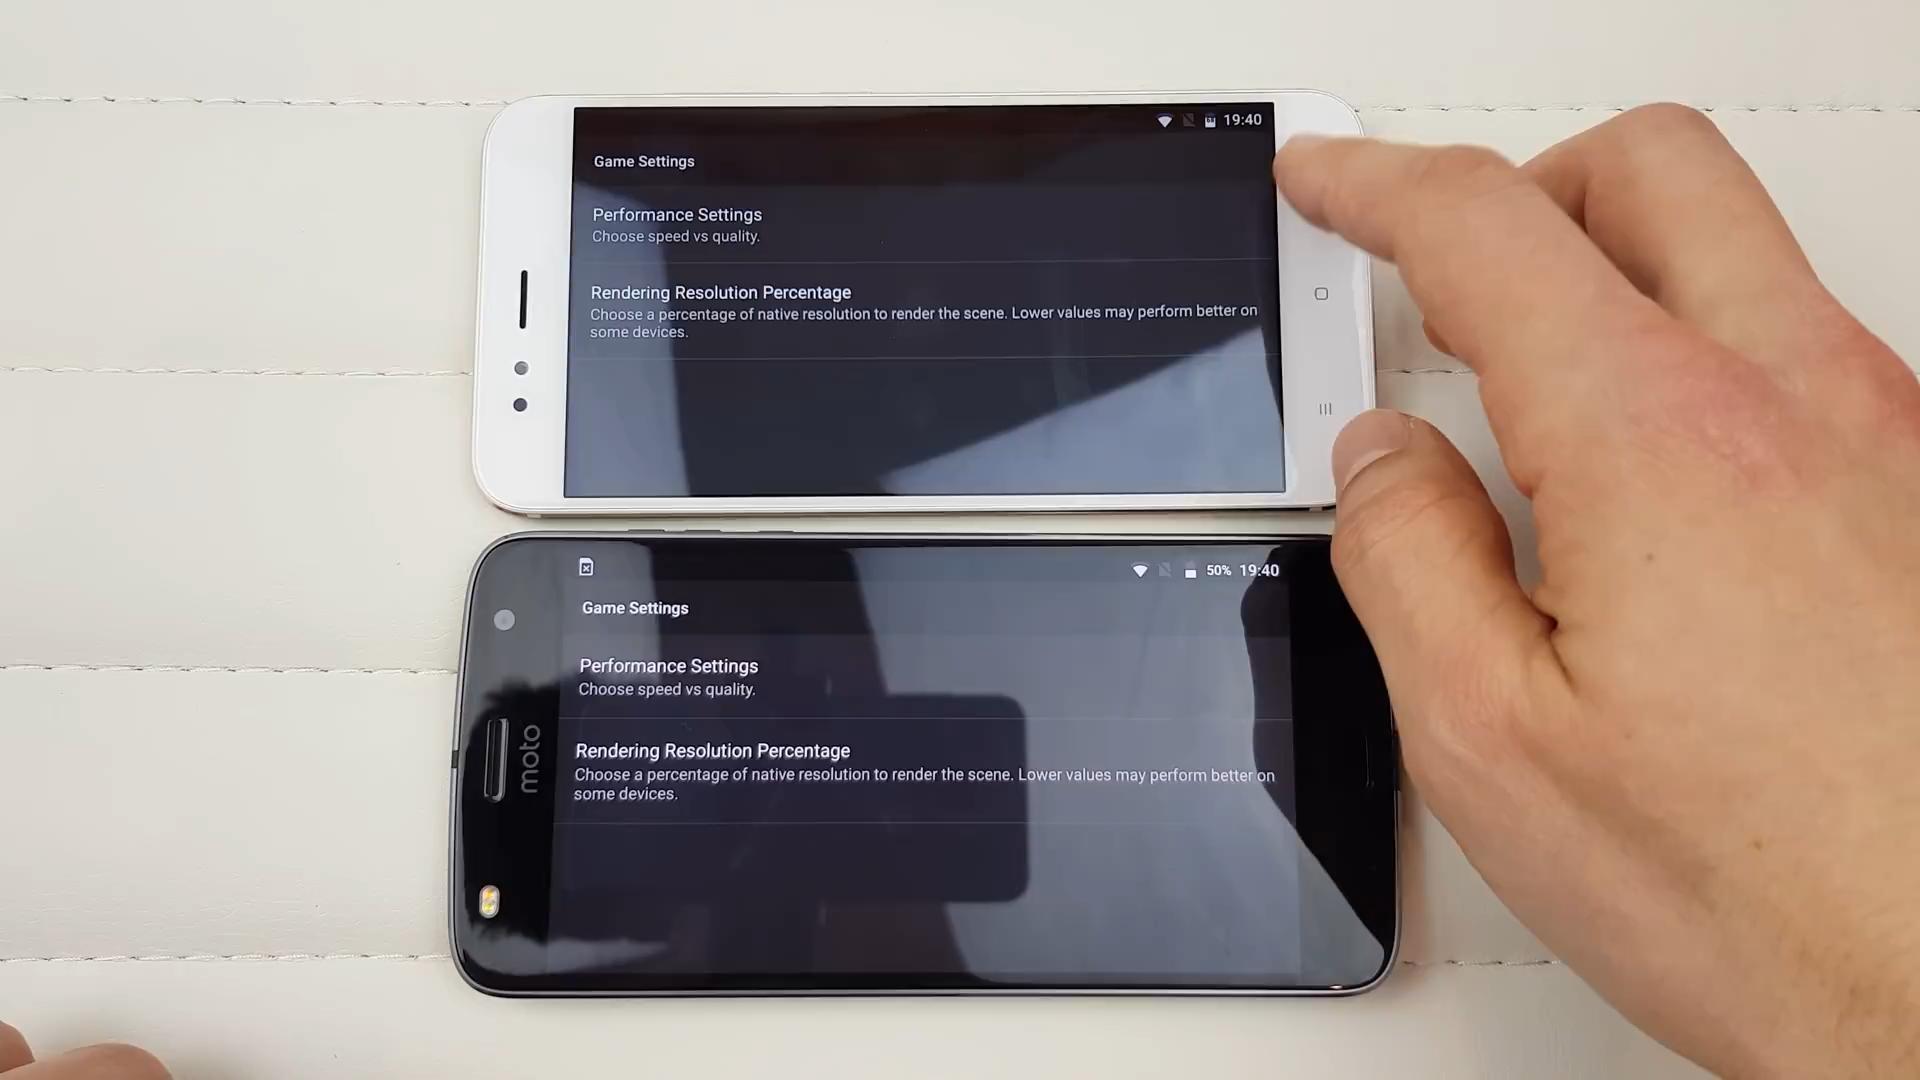 19:40
Game Settings
Performance Settings
Choose speed vs quality.
Rendering Resolution Percentage
Choose a percentage of native resolution to render the scene. Lower values may perform better on
some devices.
50% 19:40
Game Settings
Performance Settings
Choose speed vs quality.
moto
Rendering Resolution Percentage
Choose a percentage of native resolution to render the scene. Lower values may perform better on
some devices.